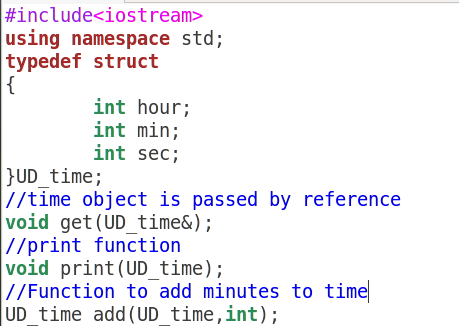 #include<iostream>
using namespace std;
typedef struct
{
        int hour;
        int min;
        int sec;
}UD_time;
//time object is passed by reference
void get(UD_time&);
//print function
void print(UD_time);
//Function to add minutes to time
UD_time add(UD_time,int);